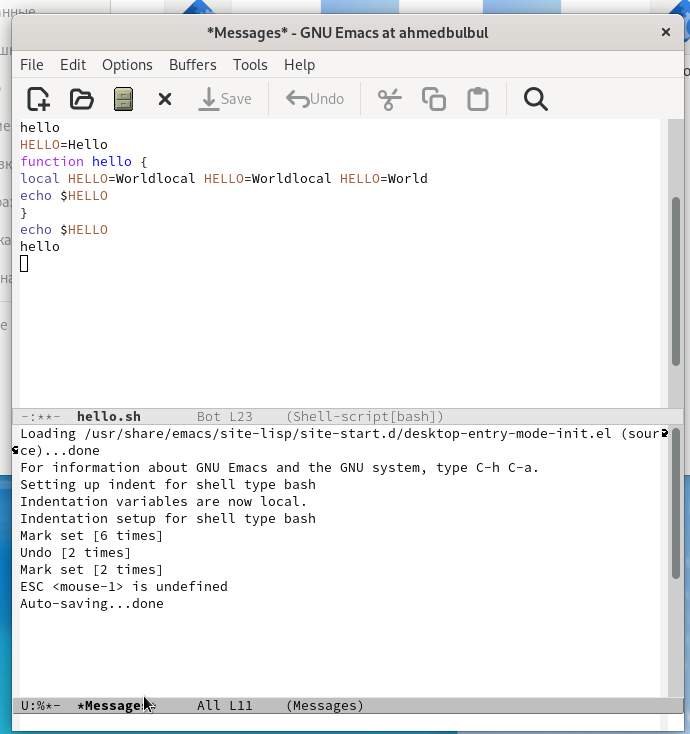 *Messages* - GNU Emacs at ahmedbulbul
File Edit Options Buffers Tools Help
Save Undo
hello
HELLO=Hello
function hello {
local HELLO=Worldlocal HELLO=Worldlocal HELLO=World
echo $HELLO
}
echo $HELLO
hello
-:**- hello.sh Bot L23 (Shell-script[bash])
Loading /usr/share/emacs/site-lisp/site-start.d/desktop-entry-mode-init.el (sour
ce)...done
For information about GNU Emacs and the GNU system, type C-h C-a.
Setting up indent for shell type bash
Indentation variables are now local.
Indentation setup for shell type bash
Mark set [6 times]
Undo [2 times]
Mark set [2 times]
ESC <mouse-1> is undefined
Auto-saving...done
U:%*- *Messages* All L11 (Messages)